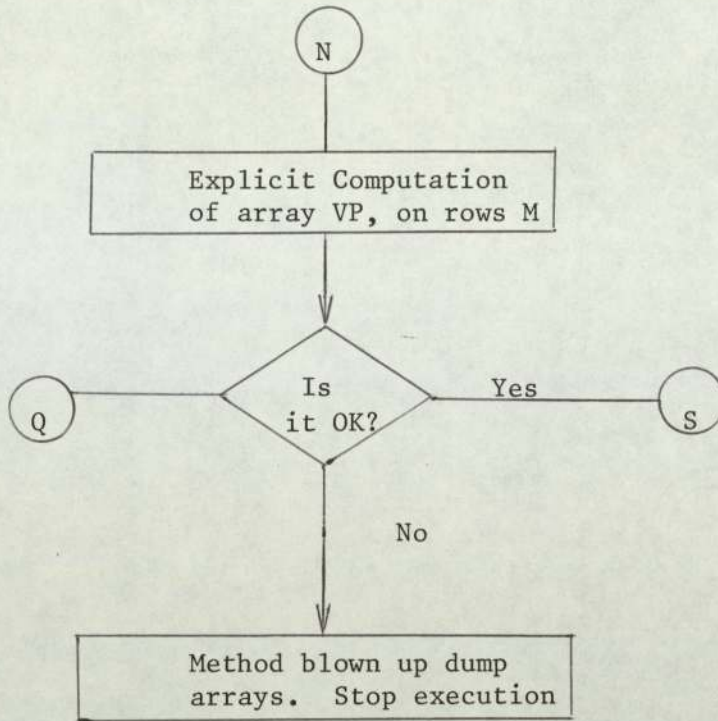 N
Explicit Computation
of array VP, on rows M
Is
it OK?
Yes
Q
S
No
Method blown up dump
arrays. Stop execution